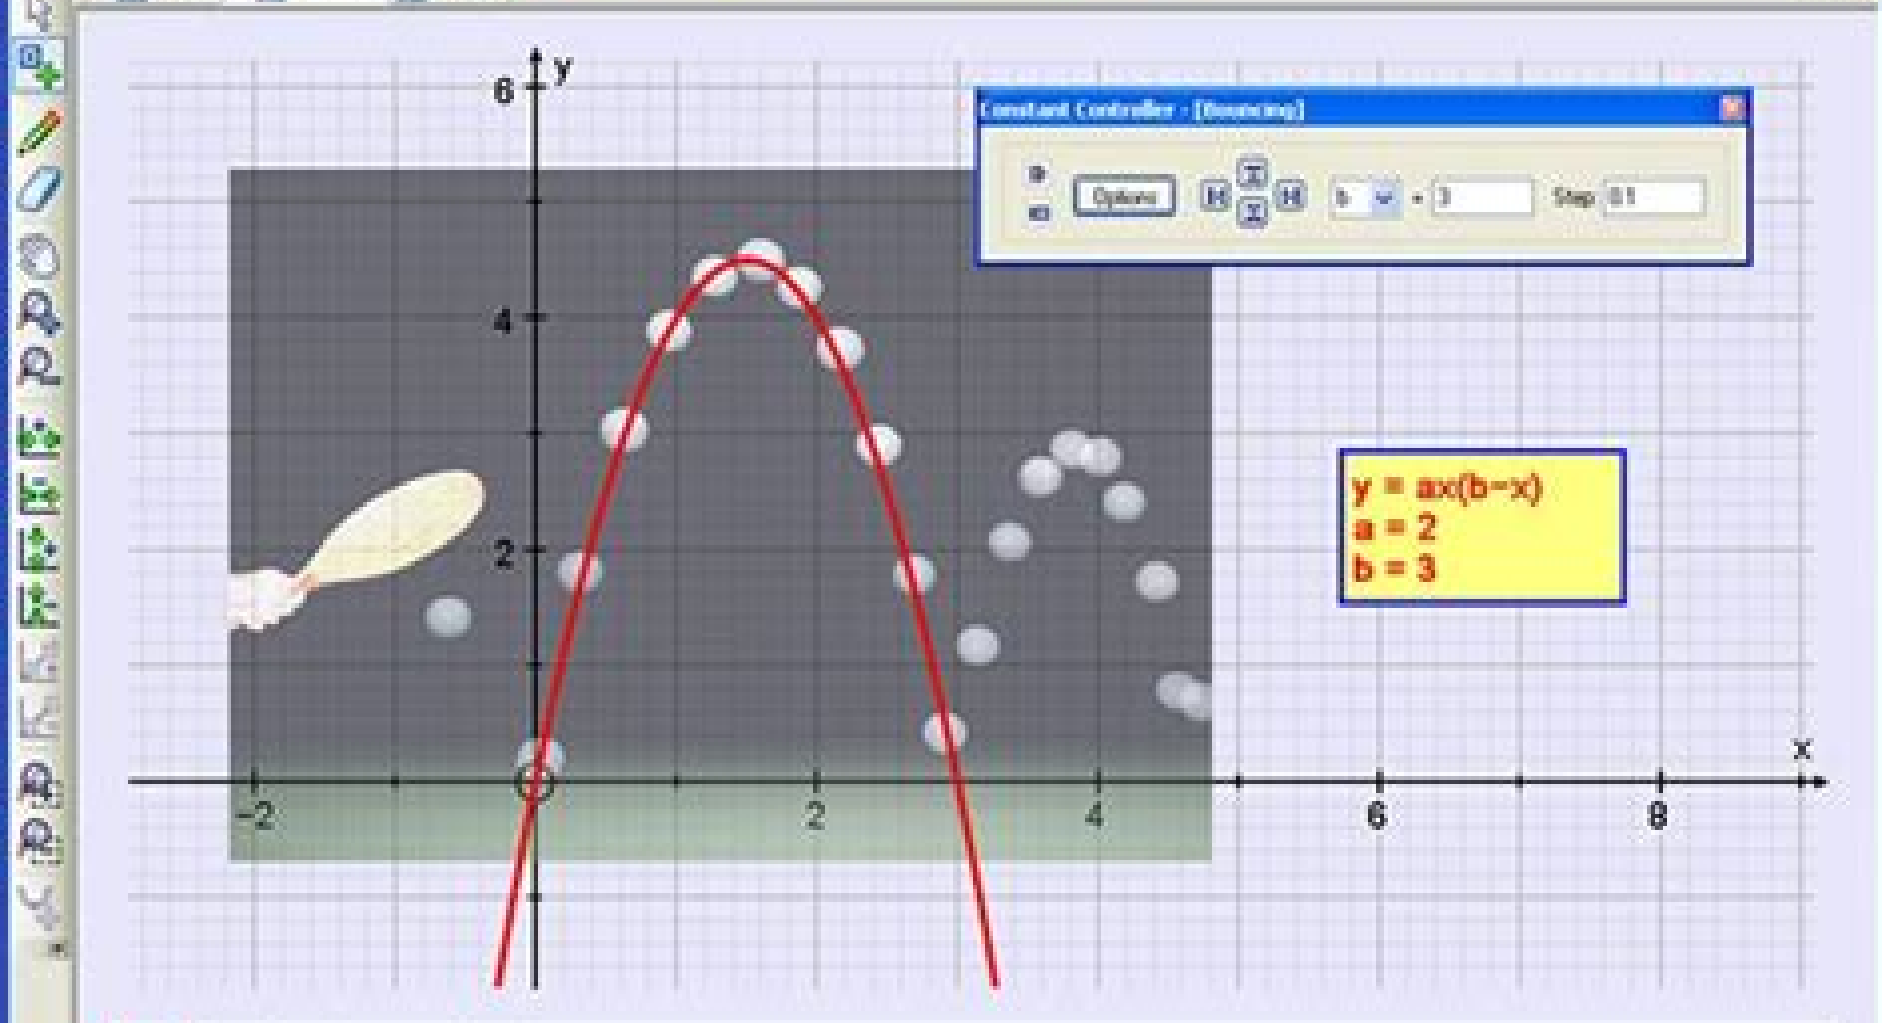 y
6
Constant Controller - [Bouncing]
Options
b = 3
Step 0.1
4
2
y = ax(b-x)
a = 2
b = 3
x
-2
2
4
6
8